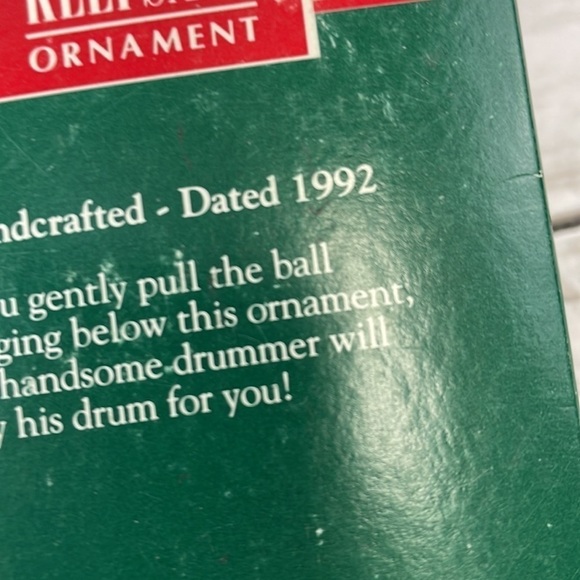 ORNAMENT
ndcrafted - Dated 1992
u gently pull the ball
ging below this ornament,
handsome drummer will
y his drum for you!